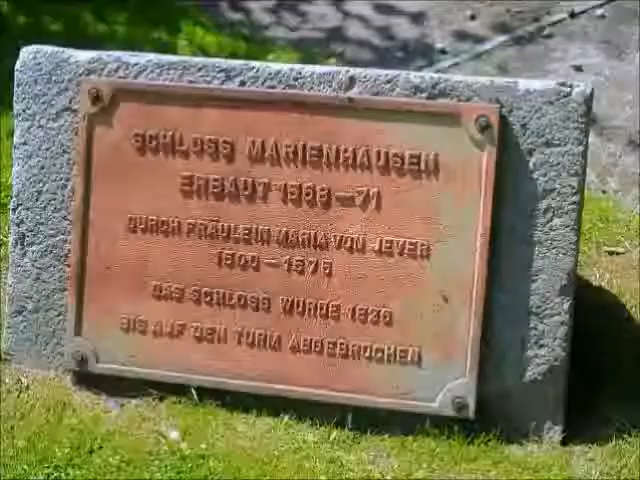 SCHLOSS MARIENHAUSEN
ERBAUT 1568-71
DURCH FRÄULEIN MARIA VON JEVER
1500-1575
DAS SCHLOSS WURDE 1836
BIS AUF DEN TURM ABGEBROCHEN